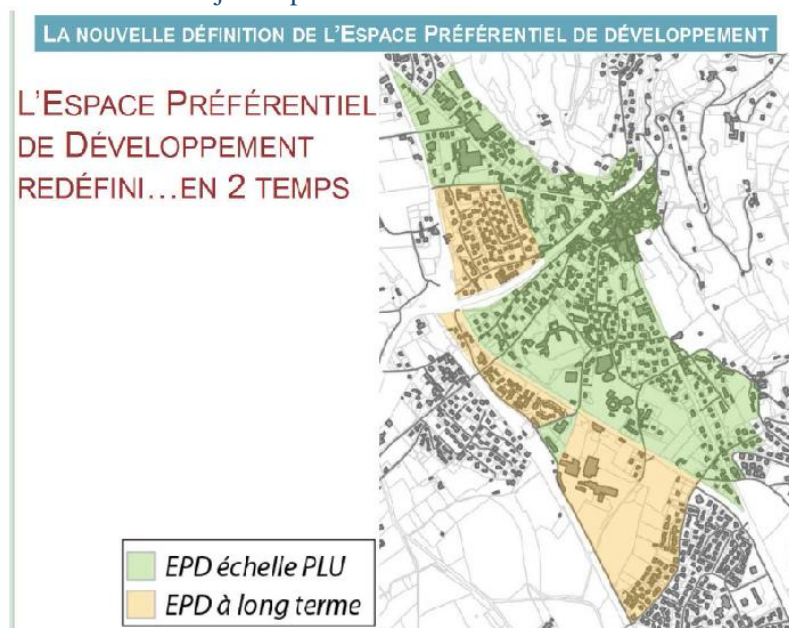 LA NOUVELLE DÉFINITION DE L'ESPACE PRÉFÉRENTIEL DE DÉVELOPPEMENT
L'ESPACE PRÉFÉRENTIEL
DE DÉVELOPPEMENT
REDÉFINI...EN 2 TEMPS
EPD échelle PLU
EPD à long terme